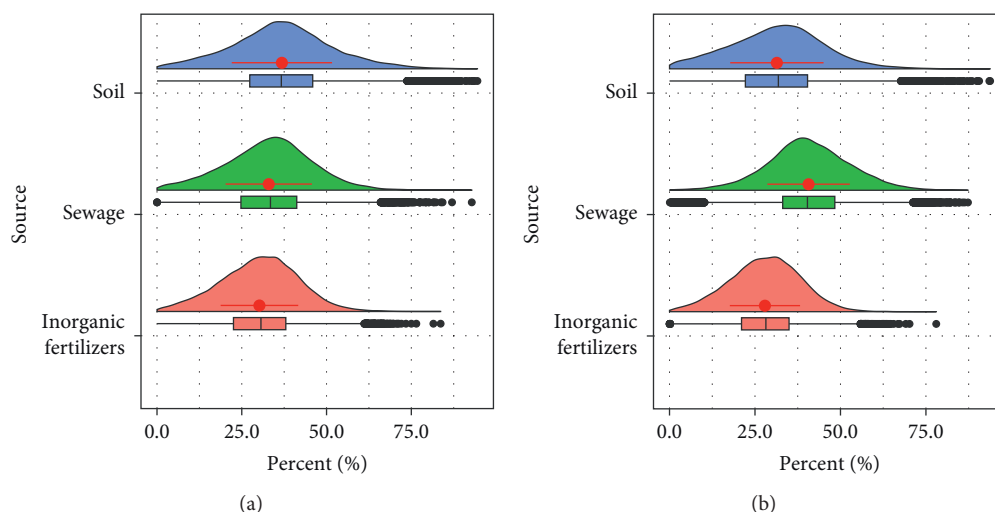 Source
Soil
Sewage
Inorganic
fertilizers
0.0 25.0 50.0 75.0
Percent (%)
(a)
Source
Soil
Sewage
Inorganic
fertilizers
0.0 25.0 50.0 75.0
Percent (%)
(b)